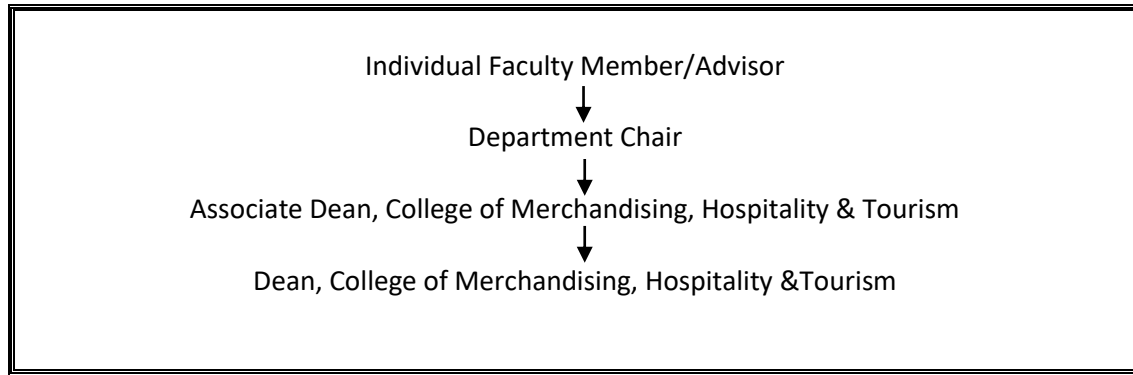 Individual Faculty Member/Advisor
Department Chair
Associate Dean, College of Merchandising, Hospitality & Tourism
Dean, College of Merchandising, Hospitality &Tourism